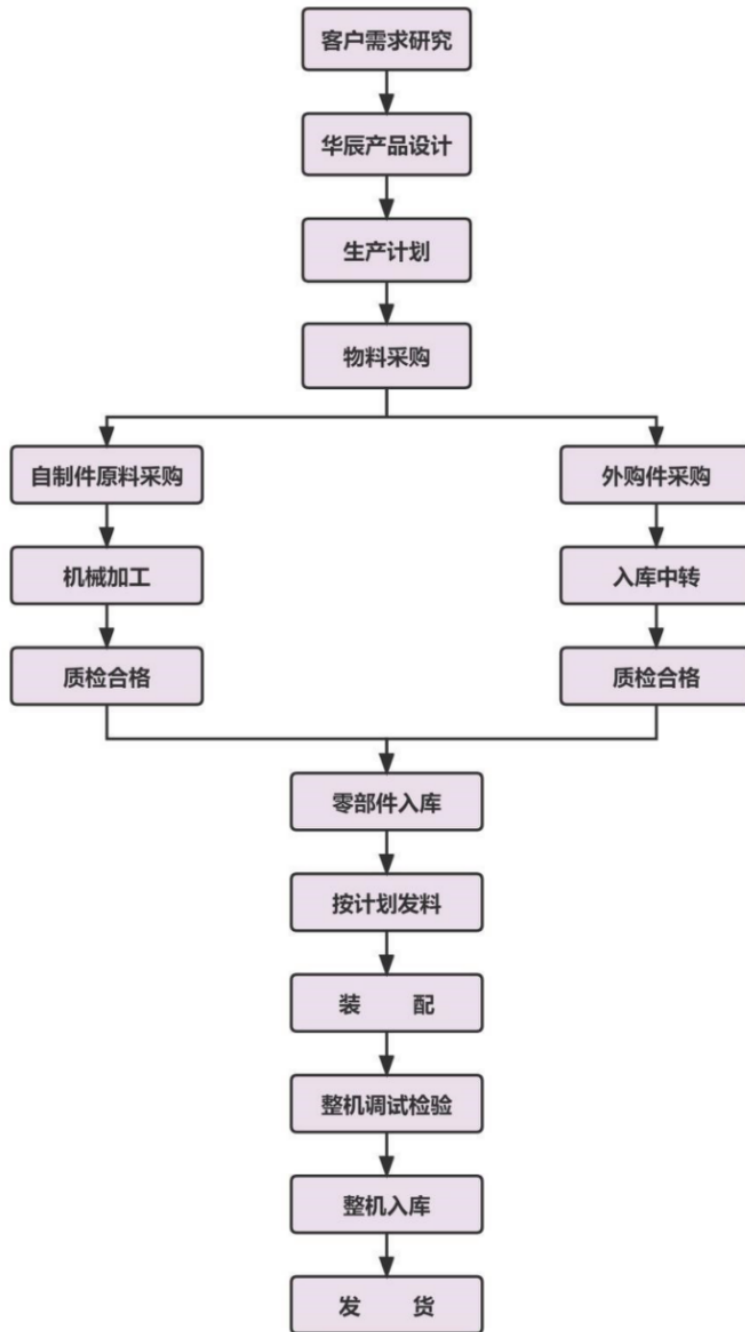 客户需求研究
华辰产品设计
生产计划
物料采购
自制件原料采购
外购件采购
机械加工
入库中转
质检合格
质检合格
零部件入库
按计划发料
装 配
整机调试检验
整机入库
发 货